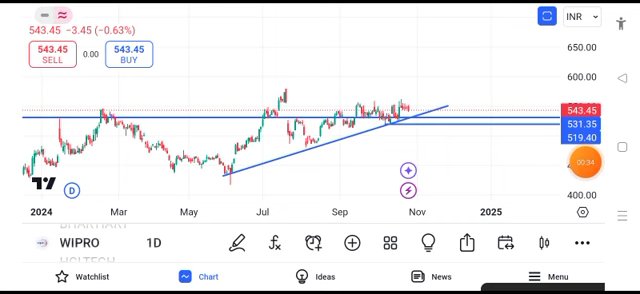 INR
543.45 -3.45 (-0.63%)
543.45 SELL
0.00
543.45 BUY
650.00
600.00
543.45
531.35
519.40
400.00
00:34
D
2024 Mar May Jul Sep Nov 2025
WIPRO 1D
HCLTECH
Watchlist Chart Ideas News Menu